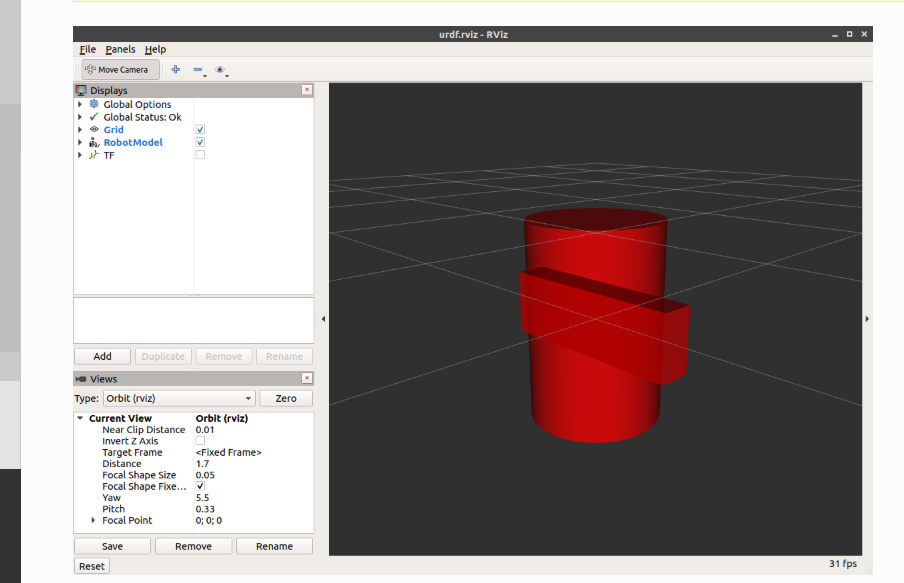 urdf.rviz - RViz
File Panels Help
Move Camera
Displays
Global Options
Global Status: Ok
Grid
RobotModel
TF
Add Duplicate Remove Rename
Views
Type: Orbit (rviz) Zero
Current View Orbit (rviz)
Near Clip Distance 0.01
Invert Z Axis
Target Frame <Fixed Frame>
Distance 1.7
Focal Shape Size 0.05
Focal Shape Fixe...
Yaw 5.5
Pitch 0.33
Focal Point 0; 0; 0
Save Remove Rename
Reset 31 fps